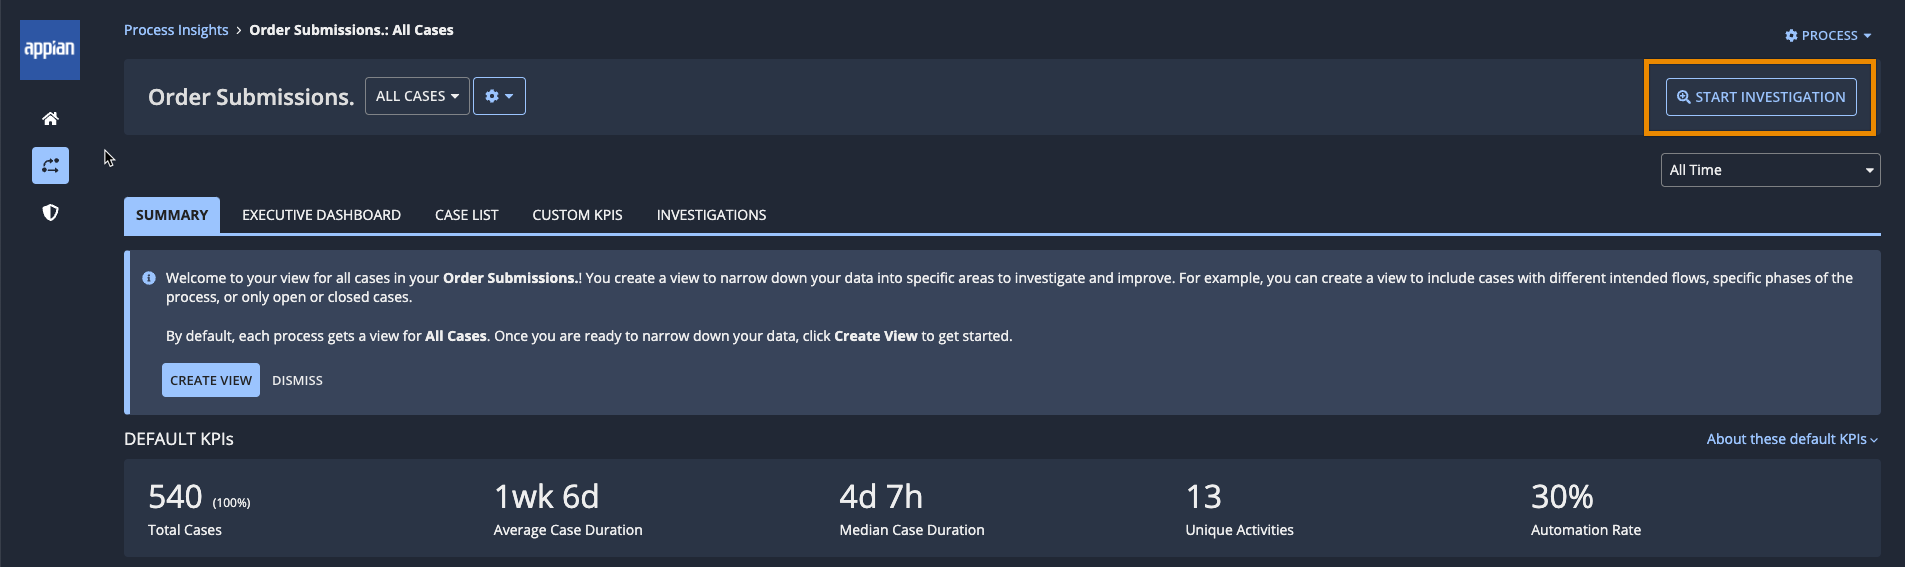 appian
Process Insights › Order Submissions.: All Cases
PROCESS
Order Submissions.
ALL CASES
START INVESTIGATION
All Time
SUMMARY
EXECUTIVE DASHBOARD
CASE LIST
CUSTOM KPIS
INVESTIGATIONS
Welcome to your view for all cases in your Order Submissions.! You create a view to narrow down your data into specific areas to investigate and improve. For example, you can create a view to include cases with different intended flows, specific phases of the
process, or only open or closed cases.
By default, each process gets a view for All Cases. Once you are ready to narrow down your data, click Create View to get started.
CREATE VIEW
DISMISS
DEFAULT KPIs
About these default KPIs
540 (100%)
Total Cases
1wk 6d
Average Case Duration
4d 7h
Median Case Duration
13
Unique Activities
30%
Automation Rate